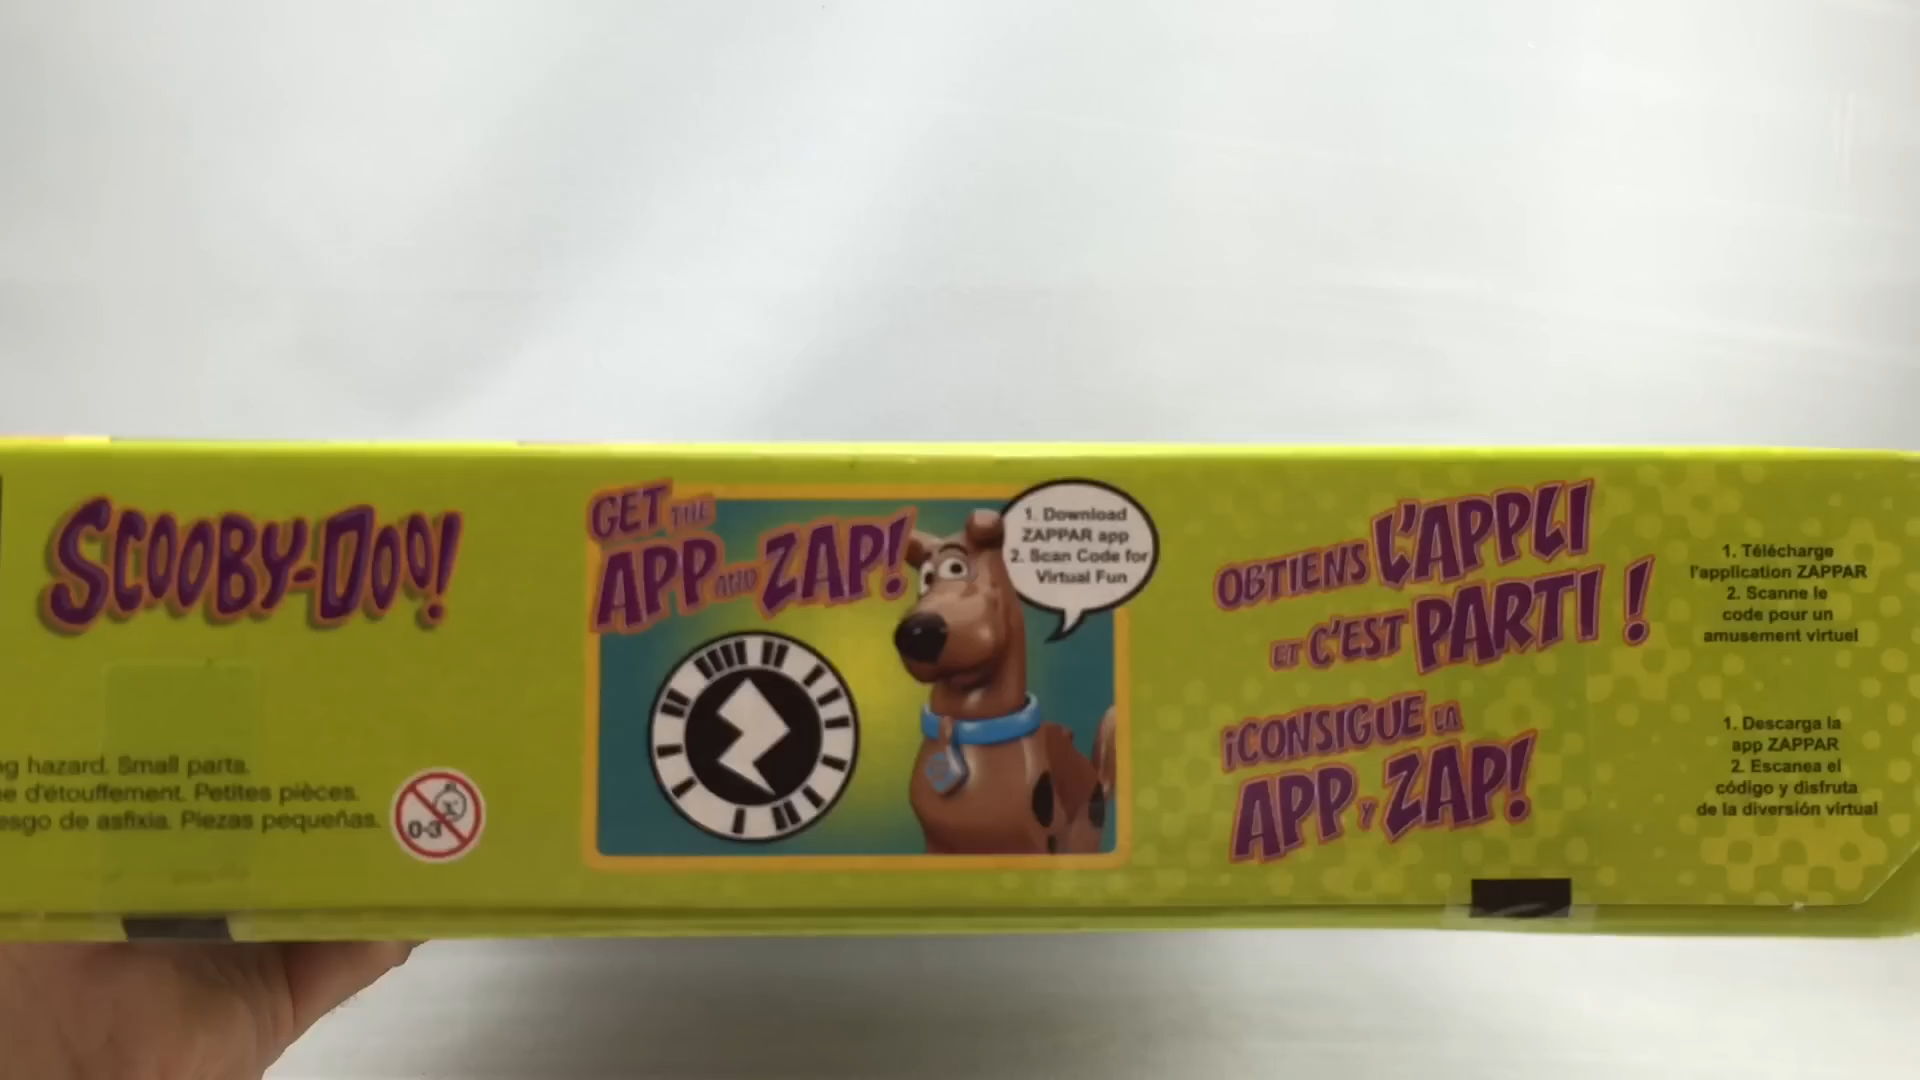 SCOOBY-DOO!
hazard. Small parts.
d'étouffement. Petites pièces.
de asfixia. Piezas pequeñas.
0-3
GET THE
APP AND ZAP!
1. Download
ZAPPAR app
2. Scan Code for
Virtual Fun
OBTIENS L'APPLI
ET C'EST PARTI !
1. Télécharge
l'application ZAPPAR
2. Scanne le
code pour un
amusement virtuel
¡CONSIGUE LA
APP Y ZAP!
1. Descarga la
app ZAPPAR
2. Escanea el
código y disfruta
de la diversión virtual